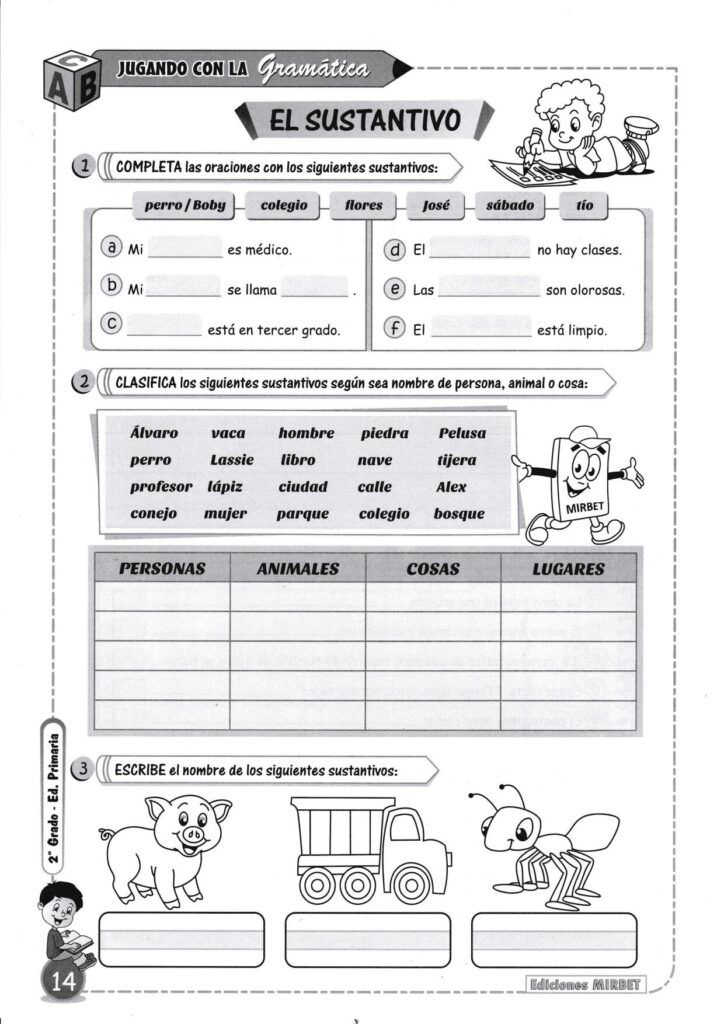 ABC
JUGANDO CON LA Gramática
EL SUSTANTIVO
1 COMPLETA las oraciones con los siguientes sustantivos:
perro / Boby colegio flores José sábado tío
a Mi es médico.
b Mi se llama .
c está en tercer grado.
d El no hay clases.
e Las son olorosas.
f El está limpio.
2 CLASIFICA los siguientes sustantivos según sea nombre de persona, animal o cosa:
Álvaro vaca hombre piedra Pelusa
perro Lassie libro nave tijera
profesor lápiz ciudad calle Alex
conejo mujer parque colegio bosque
MIRBET
PERSONAS ANIMALES COSAS LUGARES
3 ESCRIBE el nombre de los siguientes sustantivos:
2° Grado - Ed. Primaria
14
Ediciones MIRBET